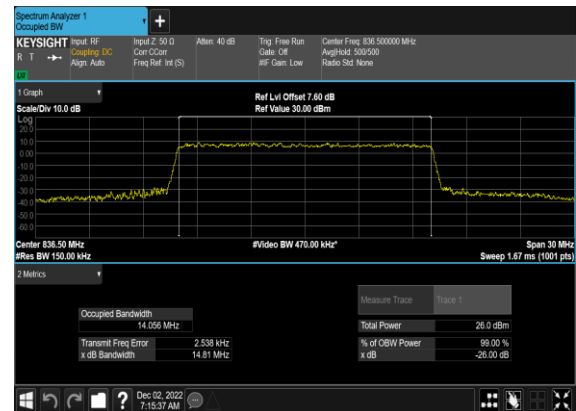 Spectrum Analyzer 1
Occupied BW
+
KEYSIGHT Input: RF Input Z: 50 Ω Atten: 40 dB Trig: Free Run Center Freq: 836.500000 MHz
R T Coupling: DC Corr CCorr Gate: Off Avg|Hold: 500/500
Align: Auto Freq Ref: Int (S) #IF Gain: Low Radio Std: None
LW
1 Graph
Ref Lvl Offset 7.60 dB
Scale/Div 10.0 dB Ref Value 30.00 dBm
Log
20.0
10.0
0.00
-10.0
-20.0
-30.0
-40.0
-50.0
-60.0
Center 836.50 MHz #Video BW 470.00 kHz* Span 30 MHz
#Res BW 150.00 kHz Sweep 1.67 ms (1001 pts)
2 Metrics
Measure Trace Trace 1
Occupied Bandwidth
14.056 MHz Total Power 26.0 dBm
Transmit Freq Error 2.538 kHz % of OBW Power 99.00 %
x dB Bandwidth 14.81 MHz x dB -26.00 dB
? Dec 02, 2022
7:15:37 AM